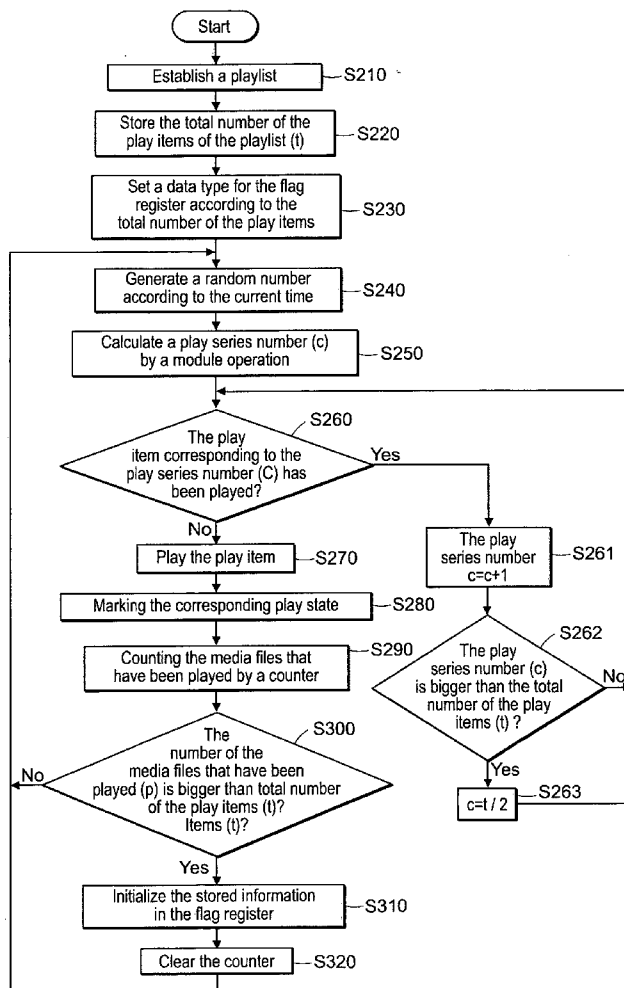 Start
Establish a playlist
S210
Store the total number of the
play items of the playlist (t)
S220
Set a data type for the flag
register according to the
total number of the play items
S230
Generate a random number
according to the current time
S240
Calculate a play series number (c)
by a module operation
S250
S260
The play
item corresponding to the
play series number (C) has
been played?
Yes
No
The play
series number
c=c+1
S261
Play the play item
S270
Marking the corresponding play state
S280
S262
The play
series number (c)
is bigger than the total
number of the play
items (t) ?
No
Yes
c=t / 2
S263
Counting the media files that
have been played by a counter
S290
S300
The
number of the
media files that have been
played (p) is bigger than total number
of the play items (t)?
Items (t)?
No
Yes
Initialize the stored information
in the flag register
S310
Clear the counter
S320